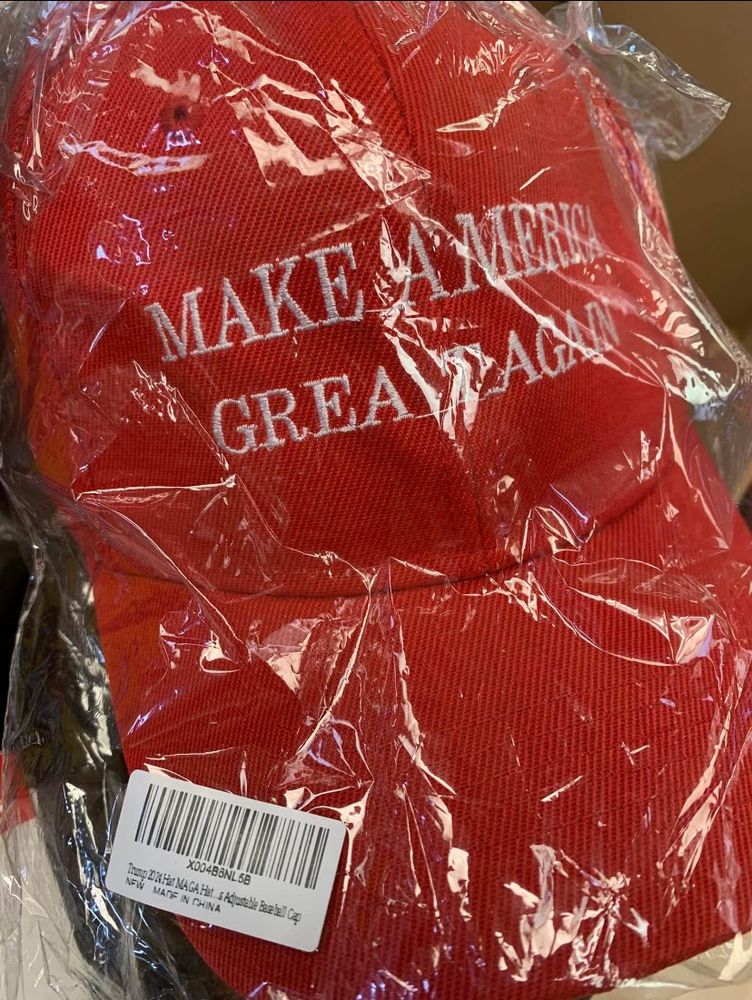 MAKE AMERICA
GREAT AGAIN
X004B6NL5B
Trump 2024 Hat MAGA Hat...s Adjustable Baseball Cap
NEW MADE IN CHINA